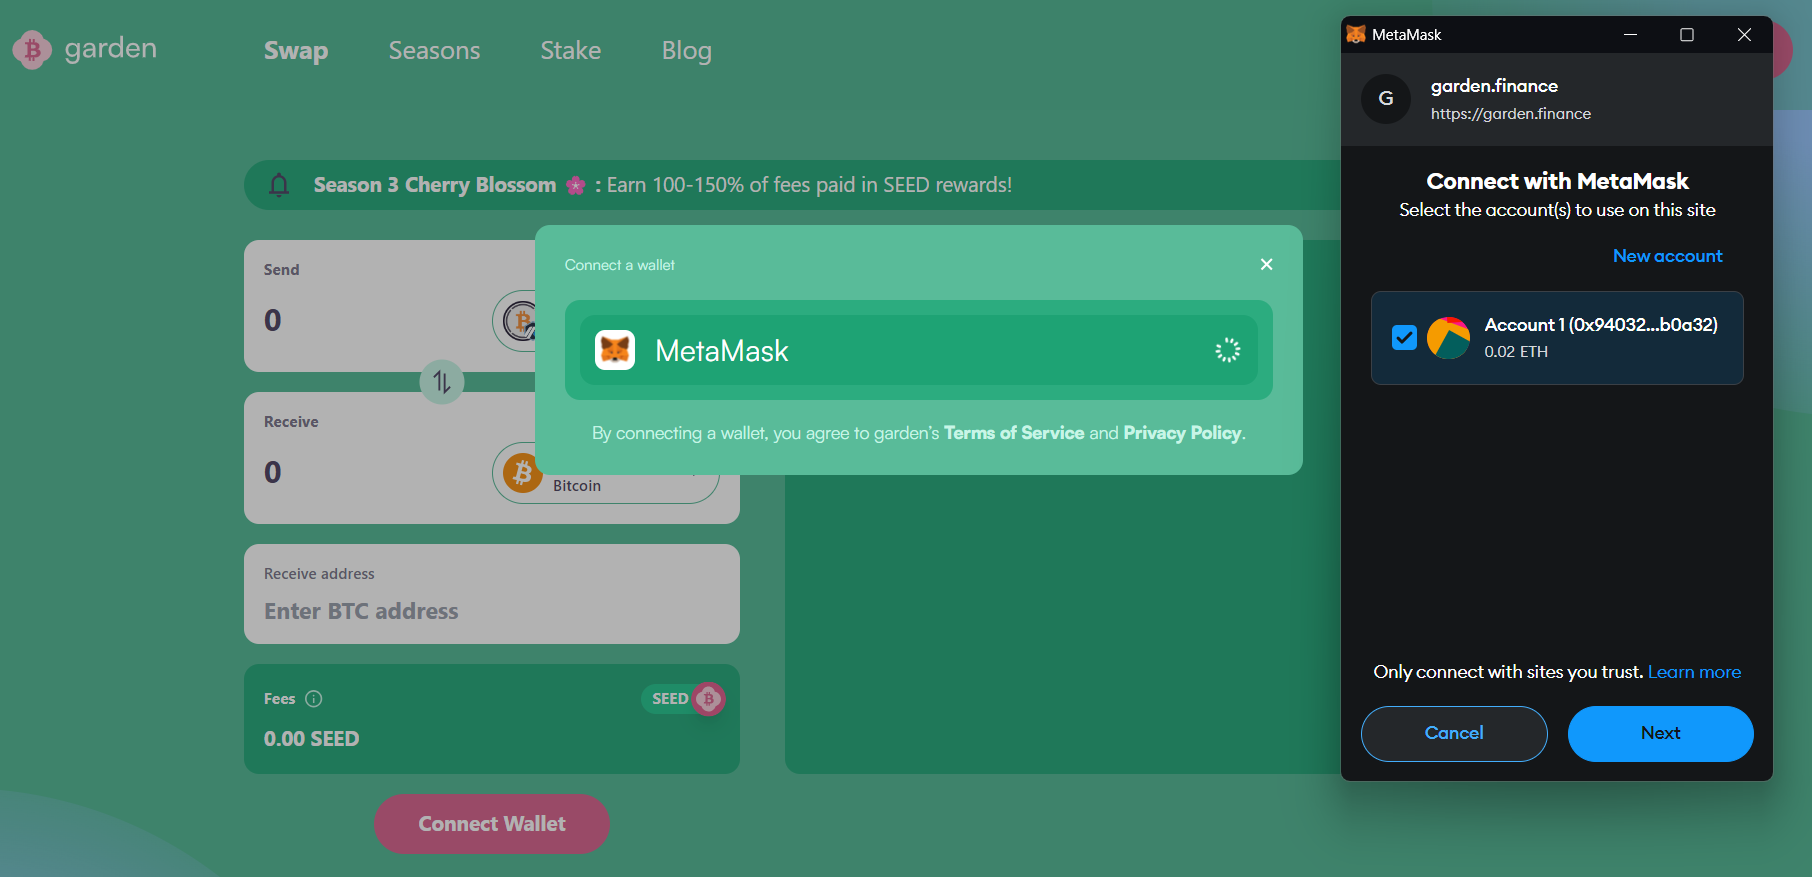 garden
Swap
Seasons
Stake
Blog
Season 3 Cherry Blossom 🌸 : Earn 100-150% of fees paid in SEED rewards!
Send
0
Receive
0
Bitcoin
Receive address
Enter BTC address
Fees
SEED
0.00 SEED
Connect Wallet
Connect a wallet
MetaMask
By connecting a wallet, you agree to garden's Terms of Service and Privacy Policy.
MetaMask
G
garden.finance
https://garden.finance
Connect with MetaMask
Select the account(s) to use on this site
New account
Account 1 (0x94032...b0a32)
0.02 ETH
Only connect with sites you trust. Learn more
Cancel
Next